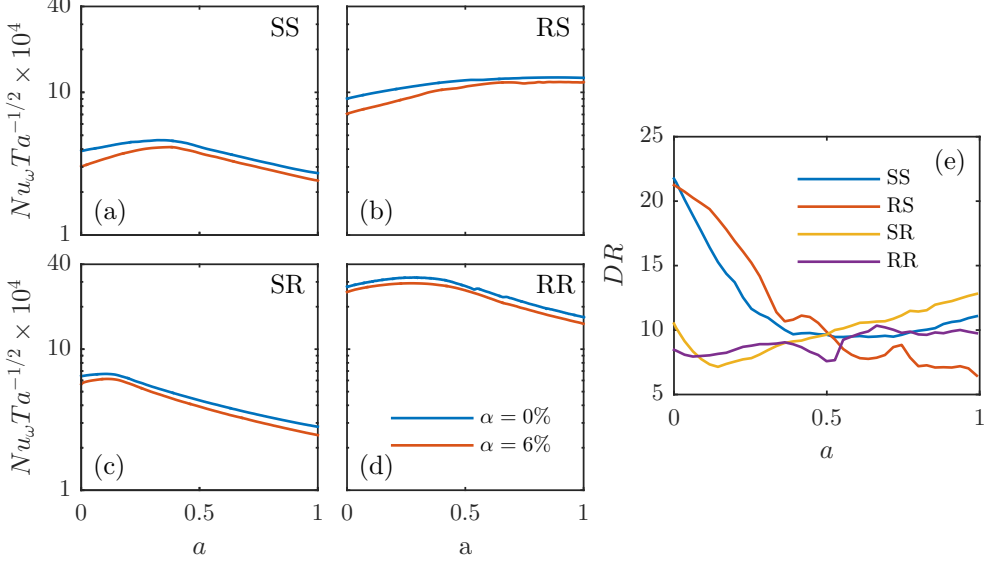 40
SS
10
1
(a)
Nu_ω Ta^{-1/2} × 10^4
RS
(b)
40
SR
10
1
(c)
Nu_ω Ta^{-1/2} × 10^4
0
0.5
1
a
RR
α = 0%
α = 6%
(d)
0
0.5
1
a
25
20
15
10
5
DR
(e)
SS
RS
SR
RR
0
0.5
1
a